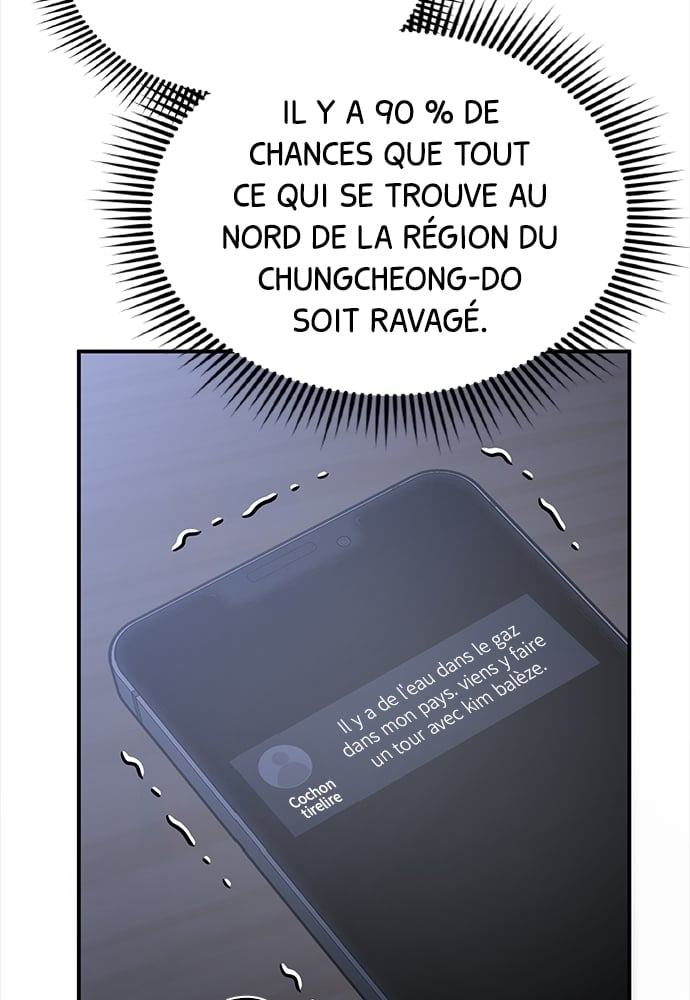 IL Y A 90 % DE
CHANCES QUE TOUT
CE QUI SE TROUVE AU
NORD DE LA RÉGION DU
CHUNGCHEONG-DO
SOIT RAVAGÉ.
Il y a de l'eau dans le gaz
dans mon pays. viens y faire
un tour avec kim balèze.
Cochon
tirelire